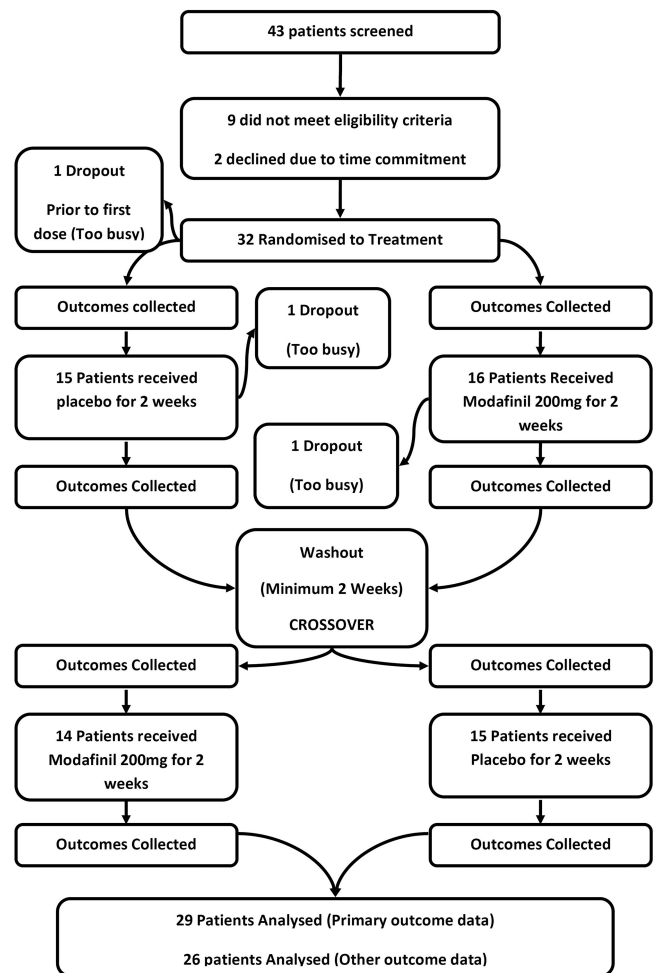 43 patients screened
9 did not meet eligibility criteria
2 declined due to time commitment
1 Dropout
Prior to first
dose (Too busy)
32 Randomised to Treatment
Outcomes collected
1 Dropout
(Too busy)
Outcomes Collected
15 Patients received
placebo for 2 weeks
16 Patients Received
Modafinil 200mg for 2
weeks
1 Dropout
(Too busy)
Outcomes Collected
Outcomes Collected
Washout
(Minimum 2 Weeks)
CROSSOVER
Outcomes Collected
Outcomes Collected
14 Patients received
Modafinil 200mg for 2
weeks
15 Patients received
Placebo for 2 weeks
Outcomes Collected
Outcomes Collected
29 Patients Analysed (Primary outcome data)
26 patients Analysed (Other outcome data)